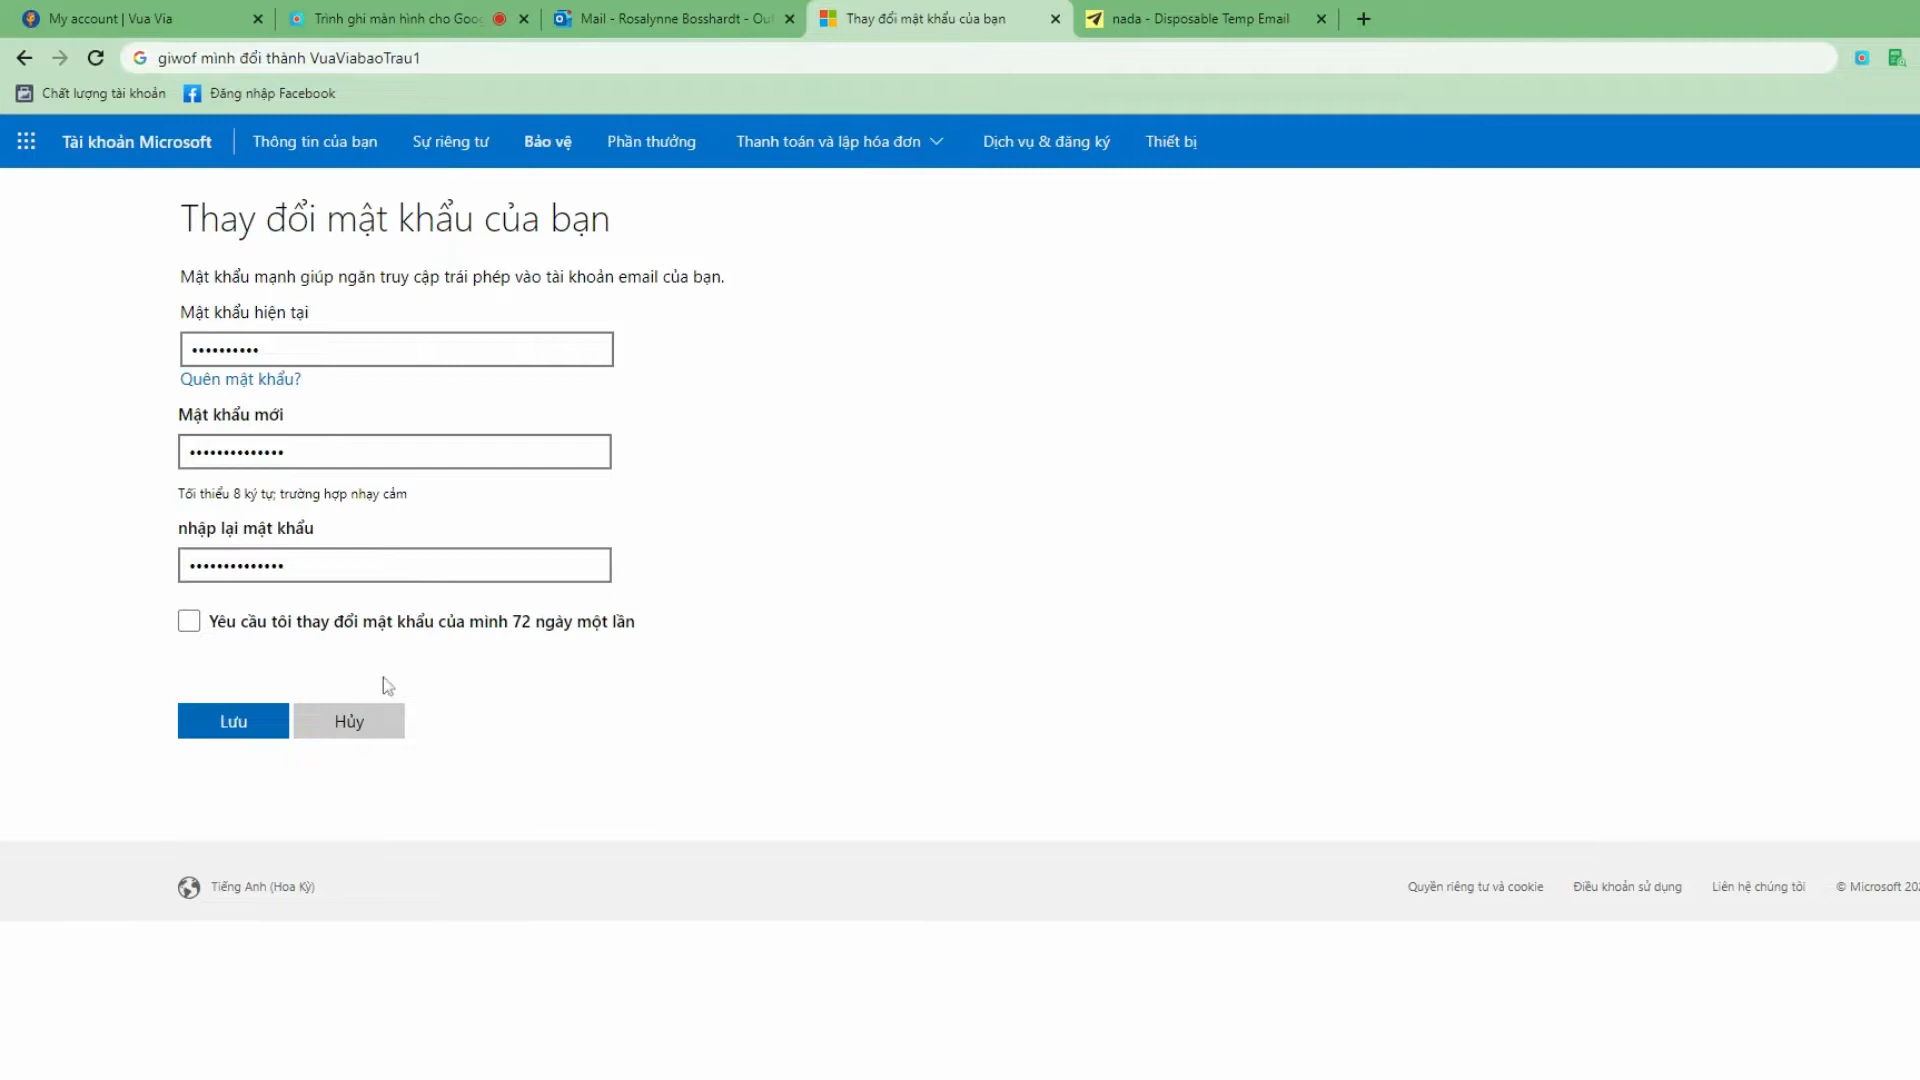 My account | Vua Via
Trình ghi màn hình cho Goo
Mail - Rosalynne Bosshardt - Ou
Thay đổi mật khẩu của bạn
nada - Disposable Temp Email
giwof mình đổi thành VuaViabaoTrau1
Chất lượng tài khoản
Đăng nhập Facebook
Tài khoản Microsoft
Thông tin của bạn
Sự riêng tư
Bảo vệ
Phần thưởng
Thanh toán và lập hóa đơn
Dịch vụ & đăng ký
Thiết bị
Thay đổi mật khẩu của bạn
Mật khẩu mạnh giúp ngăn truy cập trái phép vào tài khoản email của bạn.
Mật khẩu hiện tại
••••••••••
Quên mật khẩu?
Mật khẩu mới
••••••••••••••
Tối thiểu 8 ký tự; trường hợp nhạy cảm
nhập lại mật khẩu
••••••••••••••
Yêu cầu tôi thay đổi mật khẩu của mình 72 ngày một lần
Lưu
Hủy
Tiếng Anh (Hoa Kỳ)
Quyền riêng tư và cookie
Điều khoản sử dụng
Liên hệ chúng tôi
© Microsoft 202